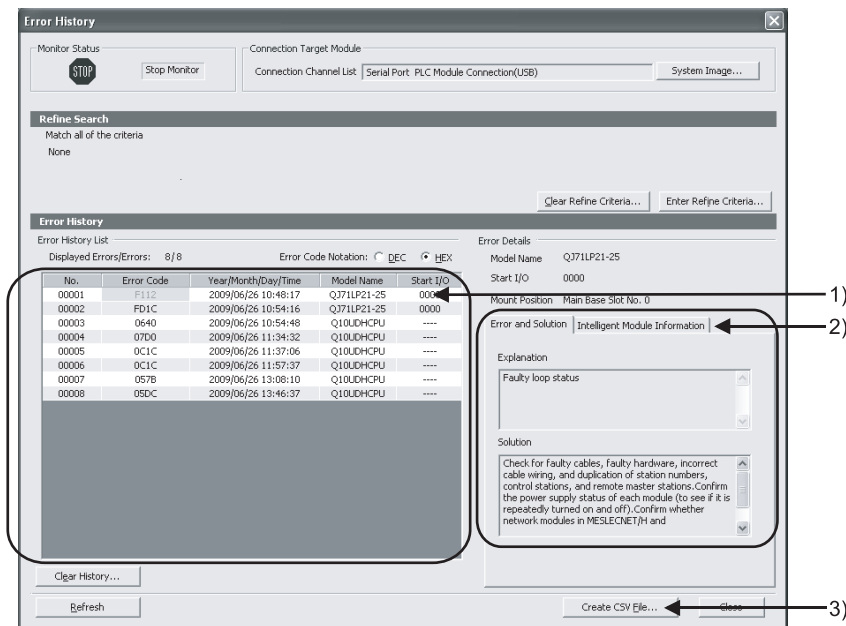 Error History
Monitor Status
STOP
Stop Monitor
Connection Target Module
Connection Channel List
Serial Port PLC Module Connection(USB)
System Image...
Refine Search
Match all of the criteria
None
Clear Refine Criteria...
Enter Refine Criteria...
Error History
Error History List
Displayed Errors/Errors: 8/8
Error Code Notation: DEC HEX
No. Error Code Year/Month/Day/Time Model Name Start I/O
00001 F112 2009/06/26 10:48:17 QJ71LP21-25 0000
00002 FD1C 2009/06/26 10:54:16 QJ71LP21-25 0000
00003 0640 2009/06/26 10:54:48 Q10UDHCPU ----
00004 07D0 2009/06/26 11:34:32 Q10UDHCPU ----
00005 0C1C 2009/06/26 11:37:06 Q10UDHCPU ----
00006 0C1C 2009/06/26 11:57:37 Q10UDHCPU ----
00007 057B 2009/06/26 13:08:10 Q10UDHCPU ----
00008 05DC 2009/06/26 13:46:37 Q10UDHCPU ----
Error Details
Model Name QJ71LP21-25
Start I/O 0000
Mount Position Main Base Slot No. 0
1)
Error and Solution
Intelligent Module Information
2)
Explanation
Faulty loop status
Solution
Check for faulty cables, faulty hardware, incorrect
cable wiring, and duplication of station numbers,
control stations, and remote master stations.Confirm
the power supply status of each module (to see if it is
repeatedly turned on and off).Confirm whether
network modules in MESLECNET/H and
Clear History...
Refresh
Create CSV File...
Close
3)